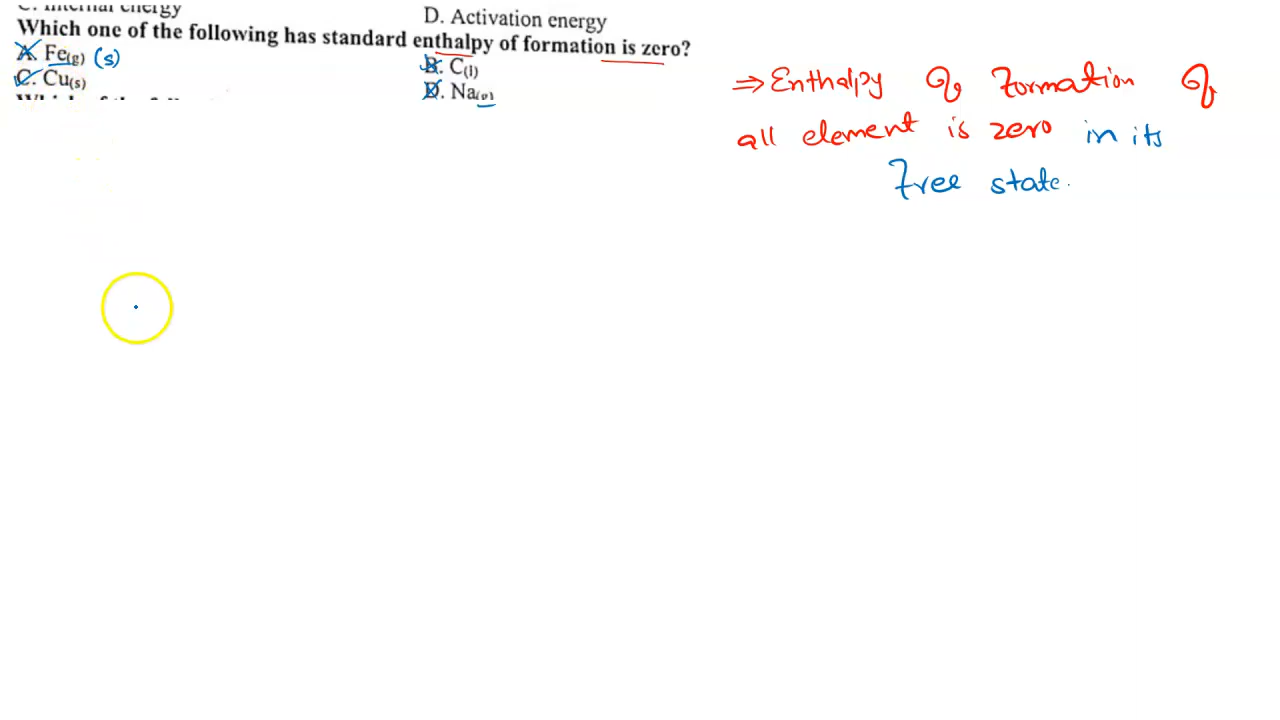 C. Internal energy
D. Activation energy
Which one of the following has standard enthalpy of formation is zero?
A. Fe(g) (s)
B. C(l)
C. Cu(s)
D. Na(g)
⇒ Enthalpy of Formation of
all element is zero in its
Free state.